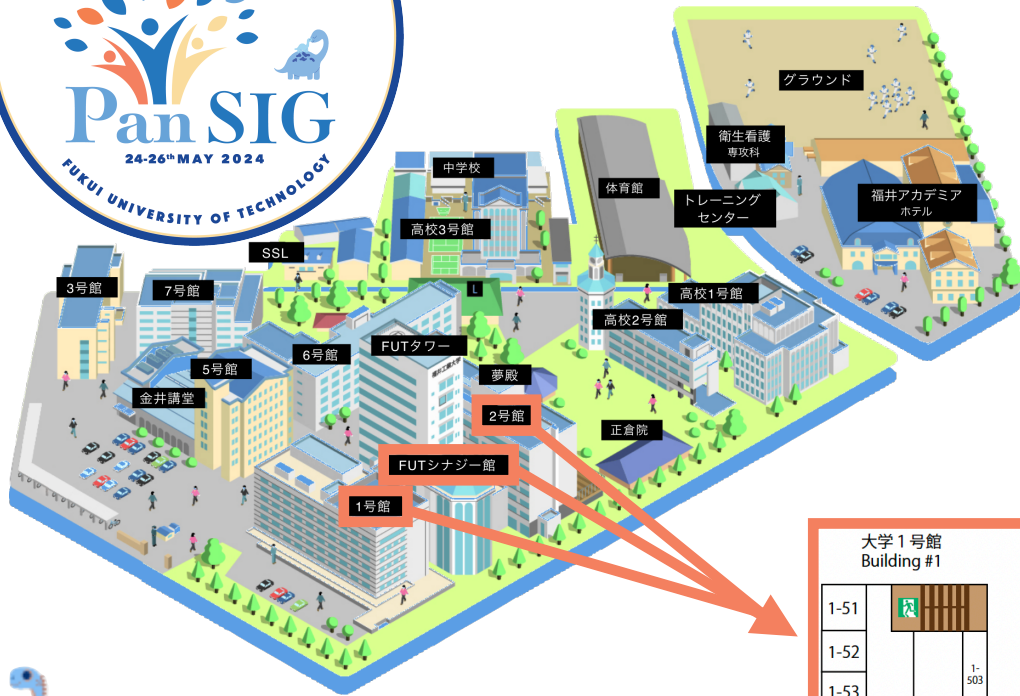 Pan SIG
24-26th MAY 2024
FUKUI UNIVERSITY OF TECHNOLOGY
グラウンド
衛生看護
専攻科
中学校
体育館
トレーニング
センター
福井アカデミア
ホテル
高校3号館
SSL
3号館
7号館
L
高校1号館
高校2号館
6号館
FUTタワー
5号館
夢殿
金井講堂
2号館
正倉院
FUTシナジー館
1号館
大学1号館
Building #1
1-51
1-52
1-
503
1-53